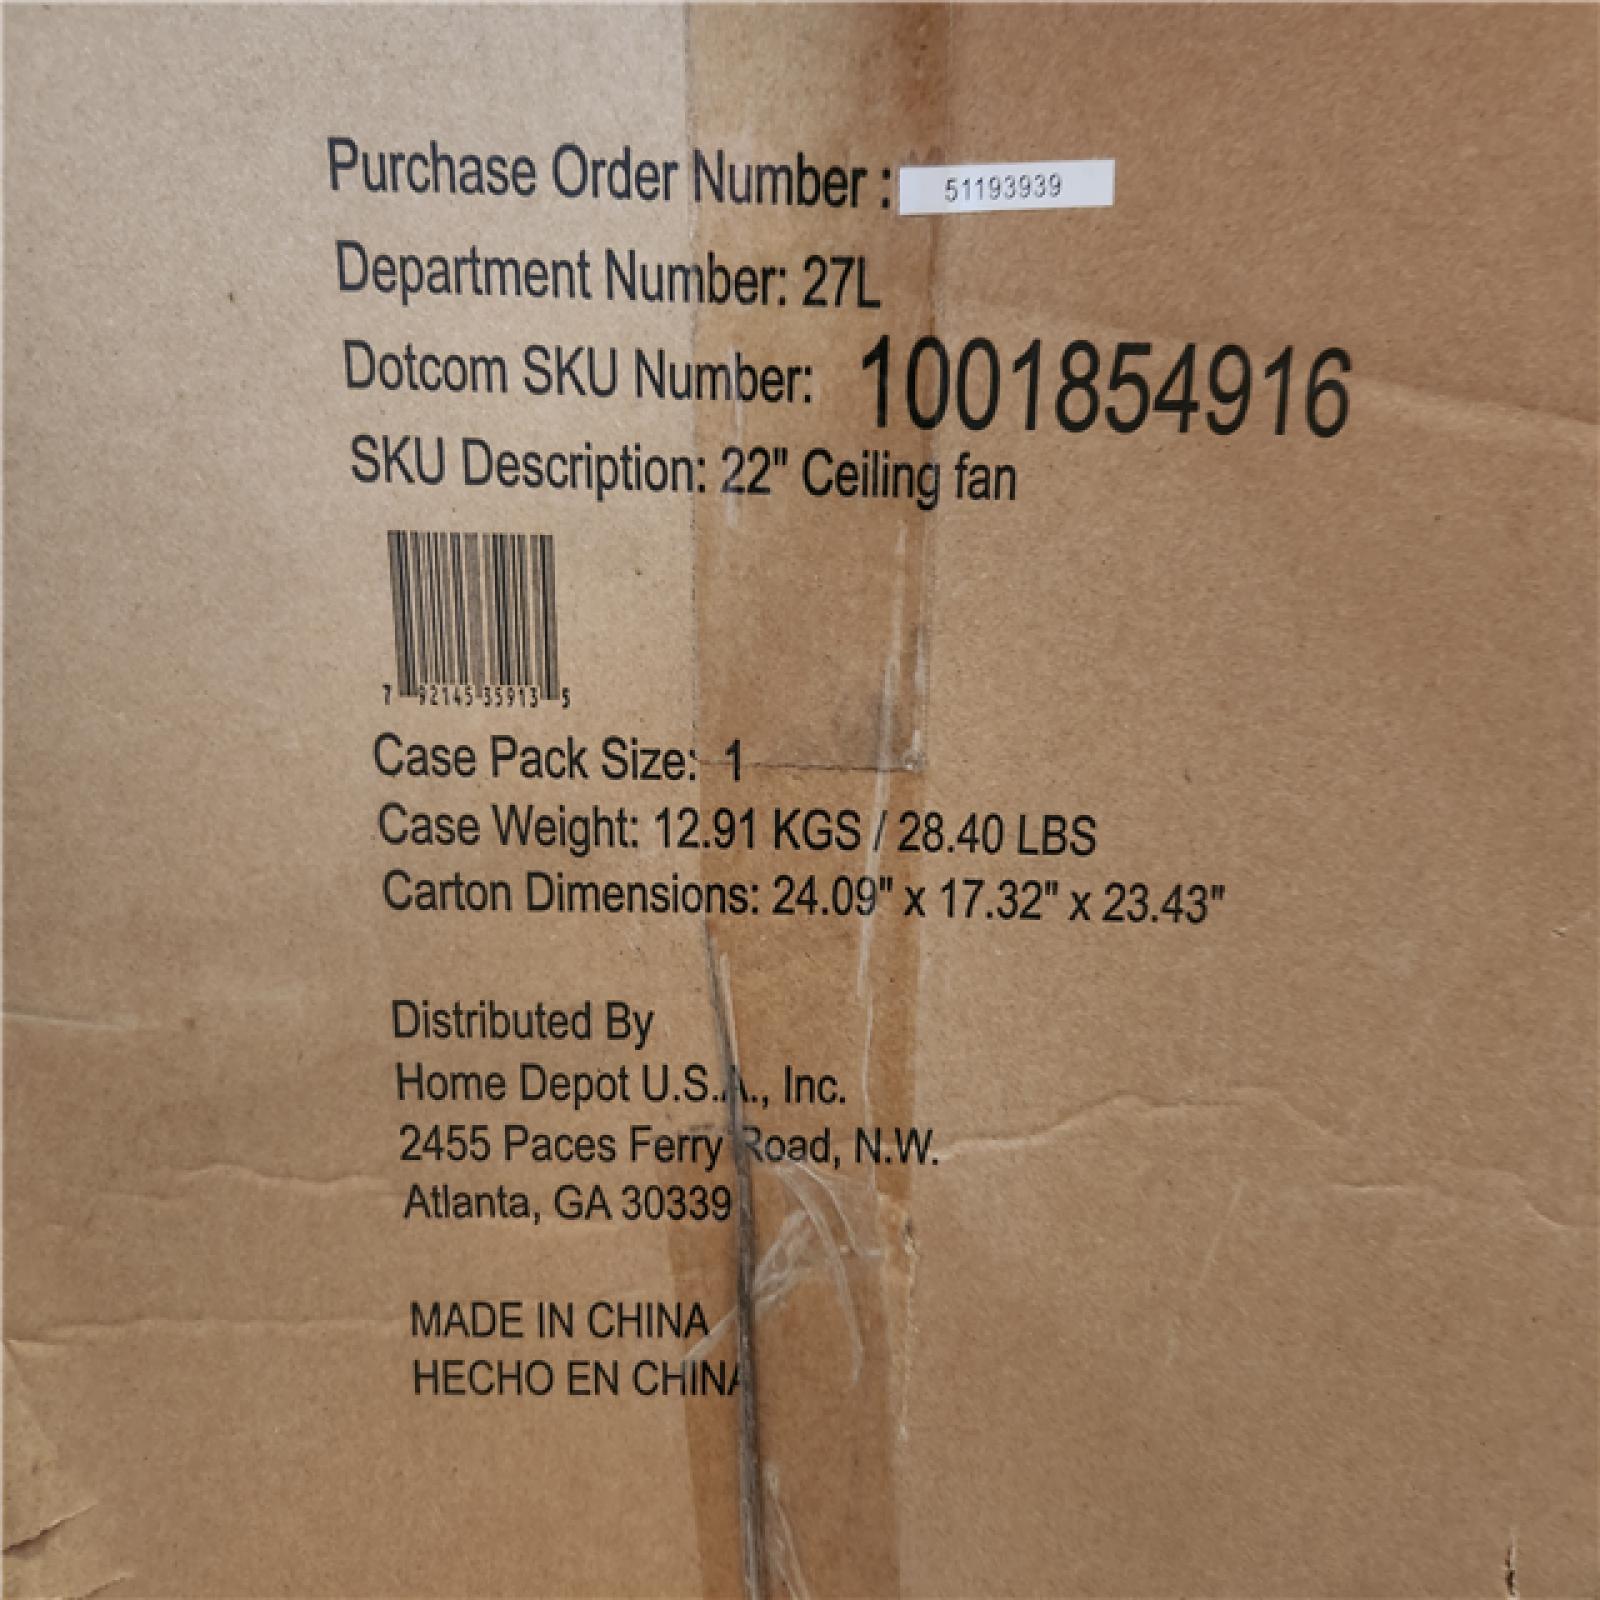 Purchase Order Number : 51193939
Department Number: 27L
Dotcom SKU Number: 1001854916
SKU Description: 22" Ceiling fan
7 92145 35913 5
Case Pack Size: 1
Case Weight: 12.91 KGS / 28.40 LBS
Carton Dimensions: 24.09" x 17.32" x 23.43"
Distributed By
Home Depot U.S.A., Inc.
2455 Paces Ferry Road, N.W.
Atlanta, GA 30339
MADE IN CHINA
HECHO EN CHINA